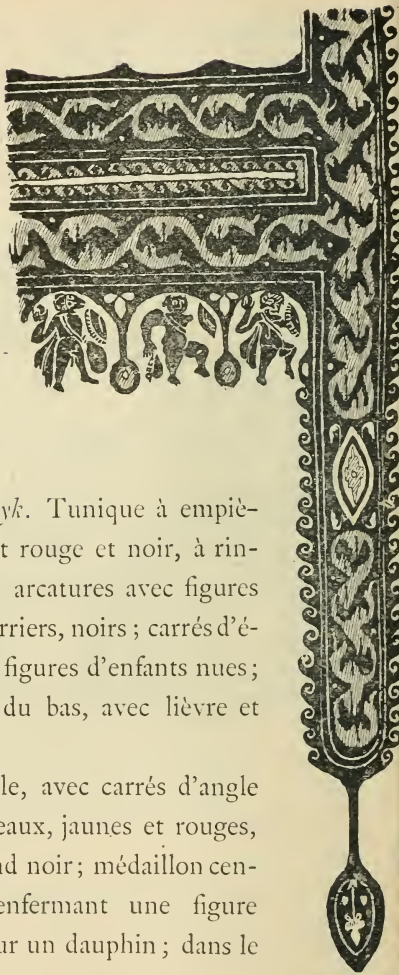 yk. Tunique à empiè-
t rouge et noir, à rin-
arcatures avec figures
rriers, noirs ; carrés d'é-
figures d'enfants nues ;
du bas, avec lièvre et
le, avec carrés d'angle
eaux, jaunes et rouges,
nd noir ; médaillon cen-
enfermant une figure
ur un dauphin ; dans le